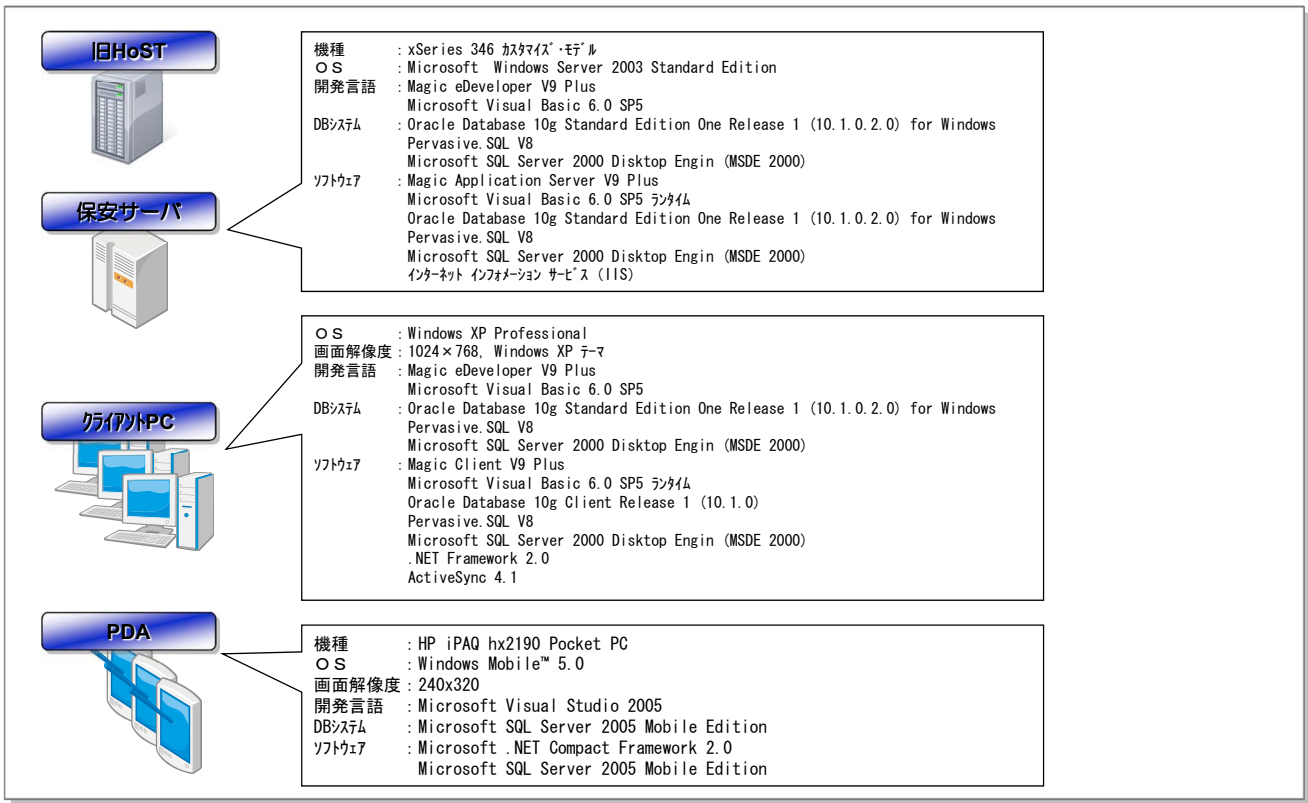 旧HoST
機種 : xSeries 346 ｶｽﾀﾏｲｽﾞ･ﾓﾃﾞﾙ
ＯＳ : Microsoft Windows Server 2003 Standard Edition
開発言語 : Magic eDeveloper V9 Plus
Microsoft Visual Basic 6.0 SP5
DBｼｽﾃﾑ : Oracle Database 10g Standard Edition One Release 1 (10.1.0.2.0) for Windows
Pervasive.SQL V8
Microsoft SQL Server 2000 Disktop Engin (MSDE 2000)
ｿﾌﾄｳｪｱ : Magic Application Server V9 Plus
Microsoft Visual Basic 6.0 SP5 ﾗﾝﾀｲﾑ
Oracle Database 10g Standard Edition One Release 1 (10.1.0.2.0) for Windows
Pervasive.SQL V8
Microsoft SQL Server 2000 Disktop Engin (MSDE 2000)
ｲﾝﾀｰﾈｯﾄ ｲﾝﾌｫﾒｰｼｮﾝ ｻｰﾋﾞｽ (IIS)
保安サーバ
ＯＳ : Windows XP Professional
画面解像度 : 1024×768, Windows XP ﾃｰﾏ
開発言語 : Magic eDeveloper V9 Plus
Microsoft Visual Basic 6.0 SP5
DBｼｽﾃﾑ : Oracle Database 10g Standard Edition One Release 1 (10.1.0.2.0) for Windows
Pervasive.SQL V8
Microsoft SQL Server 2000 Disktop Engin (MSDE 2000)
ｿﾌﾄｳｪｱ : Magic Client V9 Plus
Microsoft Visual Basic 6.0 SP5 ﾗﾝﾀｲﾑ
Oracle Database 10g Client Release 1 (10.1.0)
Pervasive.SQL V8
Microsoft SQL Server 2000 Disktop Engin (MSDE 2000)
.NET Framework 2.0
ActiveSync 4.1
ｸﾗｲｱﾝﾄPC
PDA
機種 : HP iPAQ hx2190 Pocket PC
ＯＳ : Windows Mobile™ 5.0
画面解像度 : 240x320
開発言語 : Microsoft Visual Studio 2005
DBｼｽﾃﾑ : Microsoft SQL Server 2005 Mobile Edition
ｿﾌﾄｳｪｱ : Microsoft .NET Compact Framework 2.0
Microsoft SQL Server 2005 Mobile Edition